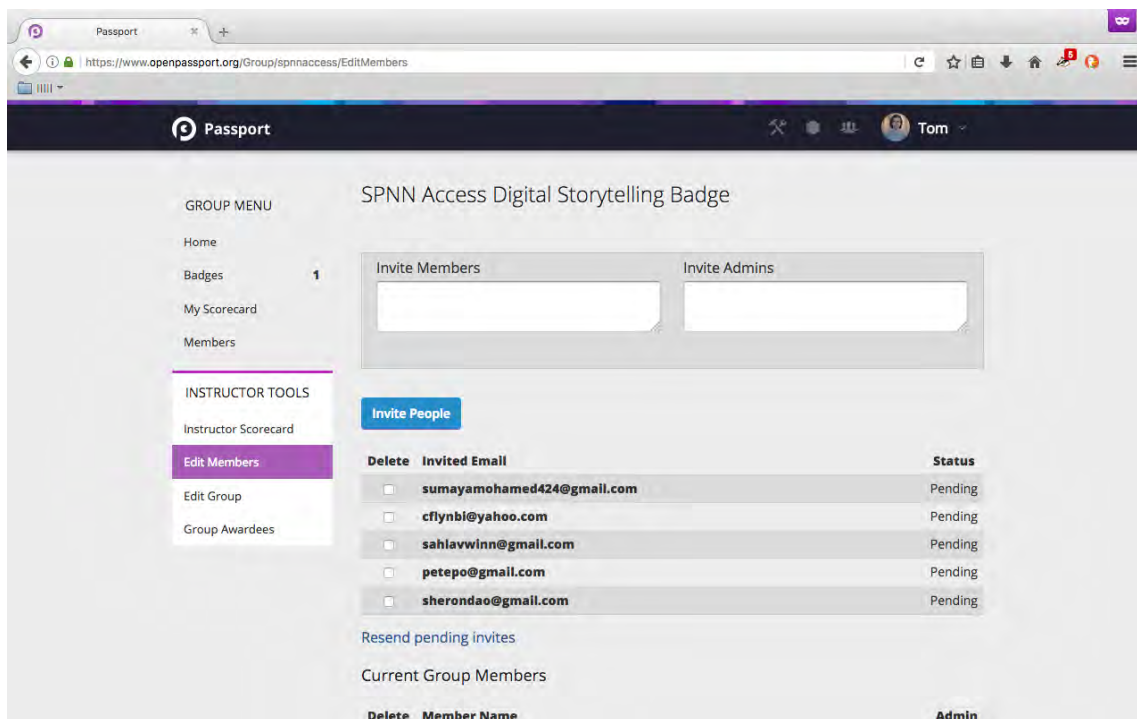 Passport
https://www.openpassport.org/Group/spnnaccess/EditMembers
5
Passport
Tom
GROUP MENU
Home
Badges 1
My Scorecard
Members
INSTRUCTOR TOOLS
Instructor Scorecard
Edit Members
Edit Group
Group Awardees
SPNN Access Digital Storytelling Badge
Invite Members Invite Admins
Invite People
Delete Invited Email Status
sumayamohamed424@gmail.com Pending
cflynbi@yahoo.com Pending
sahlavwinn@gmail.com Pending
petepo@gmail.com Pending
sherondao@gmail.com Pending
Resend pending invites
Current Group Members
Delete Member Name Admin